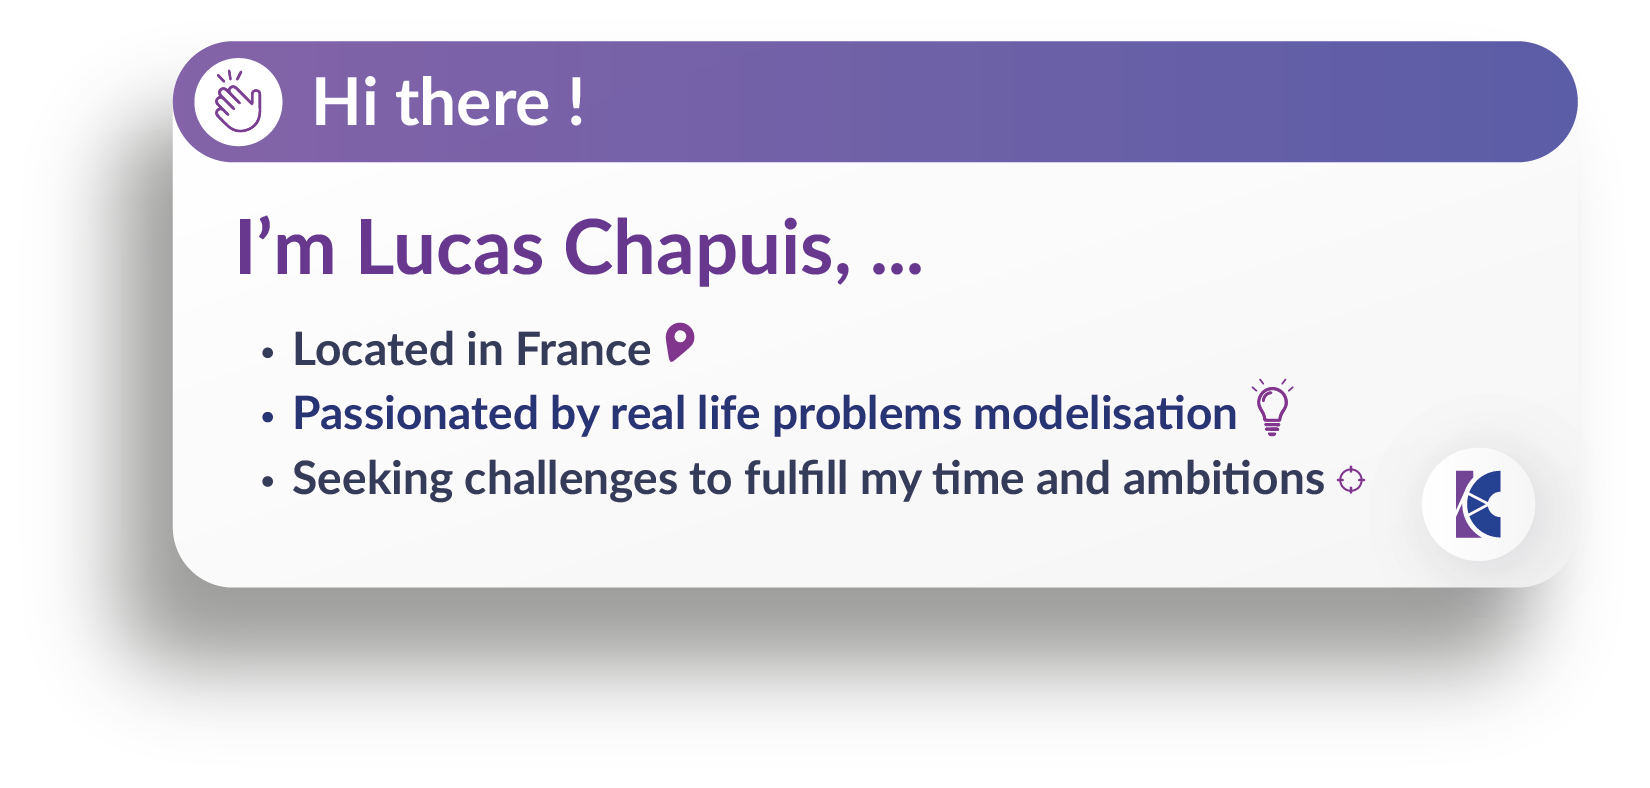 Hi there !
I’m Lucas Chapuis, ...
• Located in France
• Passionated by real life problems modelisation
• Seeking challenges to fulfill my time and ambitions